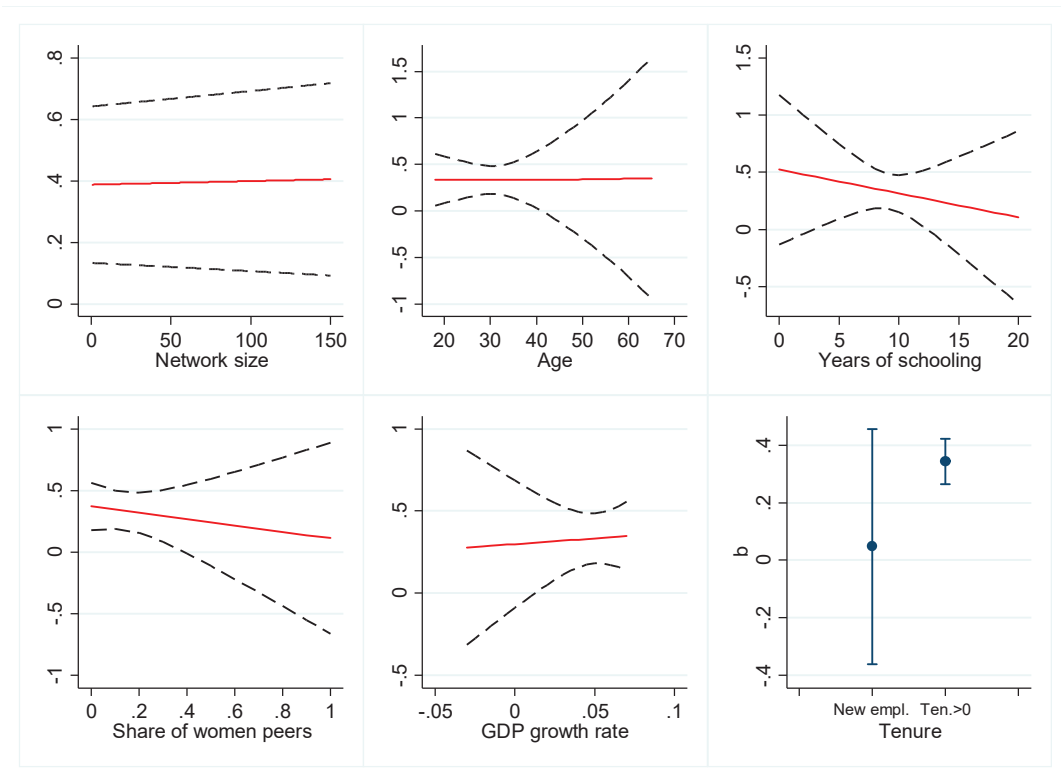 .8
.6
.4
.2
0
0 50 100 150
Network size
1.5
1
.5
0
-.5
-1
20 30 40 50 60 70
Age
1.5
1
.5
0
-.5
0 5 10 15 20
Years of schooling
1
.5
0
-.5
-1
0 .2 .4 .6 .8 1
Share of women peers
1
.5
0
-.5
-.05 0 .05 .1
GDP growth rate
b
.4
.2
0
-.2
-.4
New empl. Ten.>0
Tenure